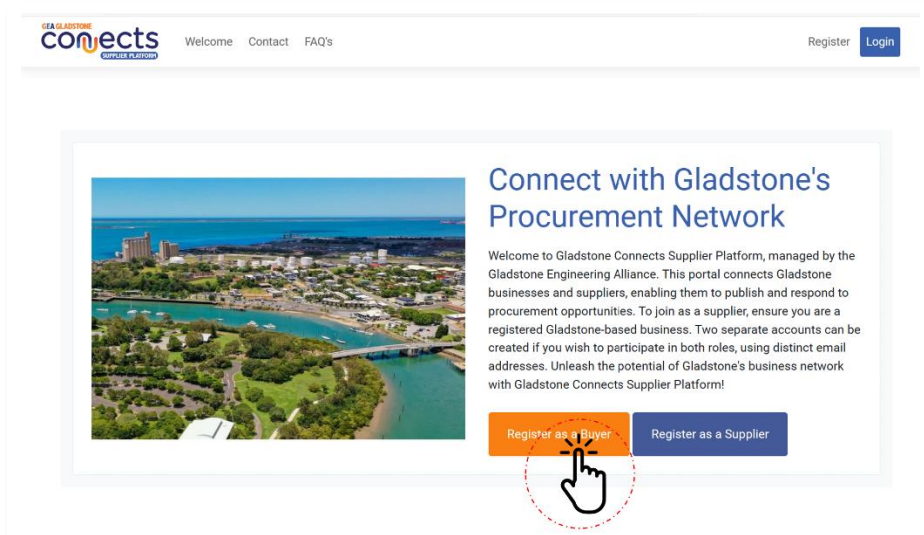 GEA GLADSTONE
connects
SUPPLIER PLATFORM
Welcome Contact FAQ's
Register Login
Connect with Gladstone's
Procurement Network
Welcome to Gladstone Connects Supplier Platform, managed by the
Gladstone Engineering Alliance. This portal connects Gladstone
businesses and suppliers, enabling them to publish and respond to
procurement opportunities. To join as a supplier, ensure you are a
registered Gladstone-based business. Two separate accounts can be
created if you wish to participate in both roles, using distinct email
addresses. Unleash the potential of Gladstone's business network
with Gladstone Connects Supplier Platform!
Register as a Buyer Register as a Supplier